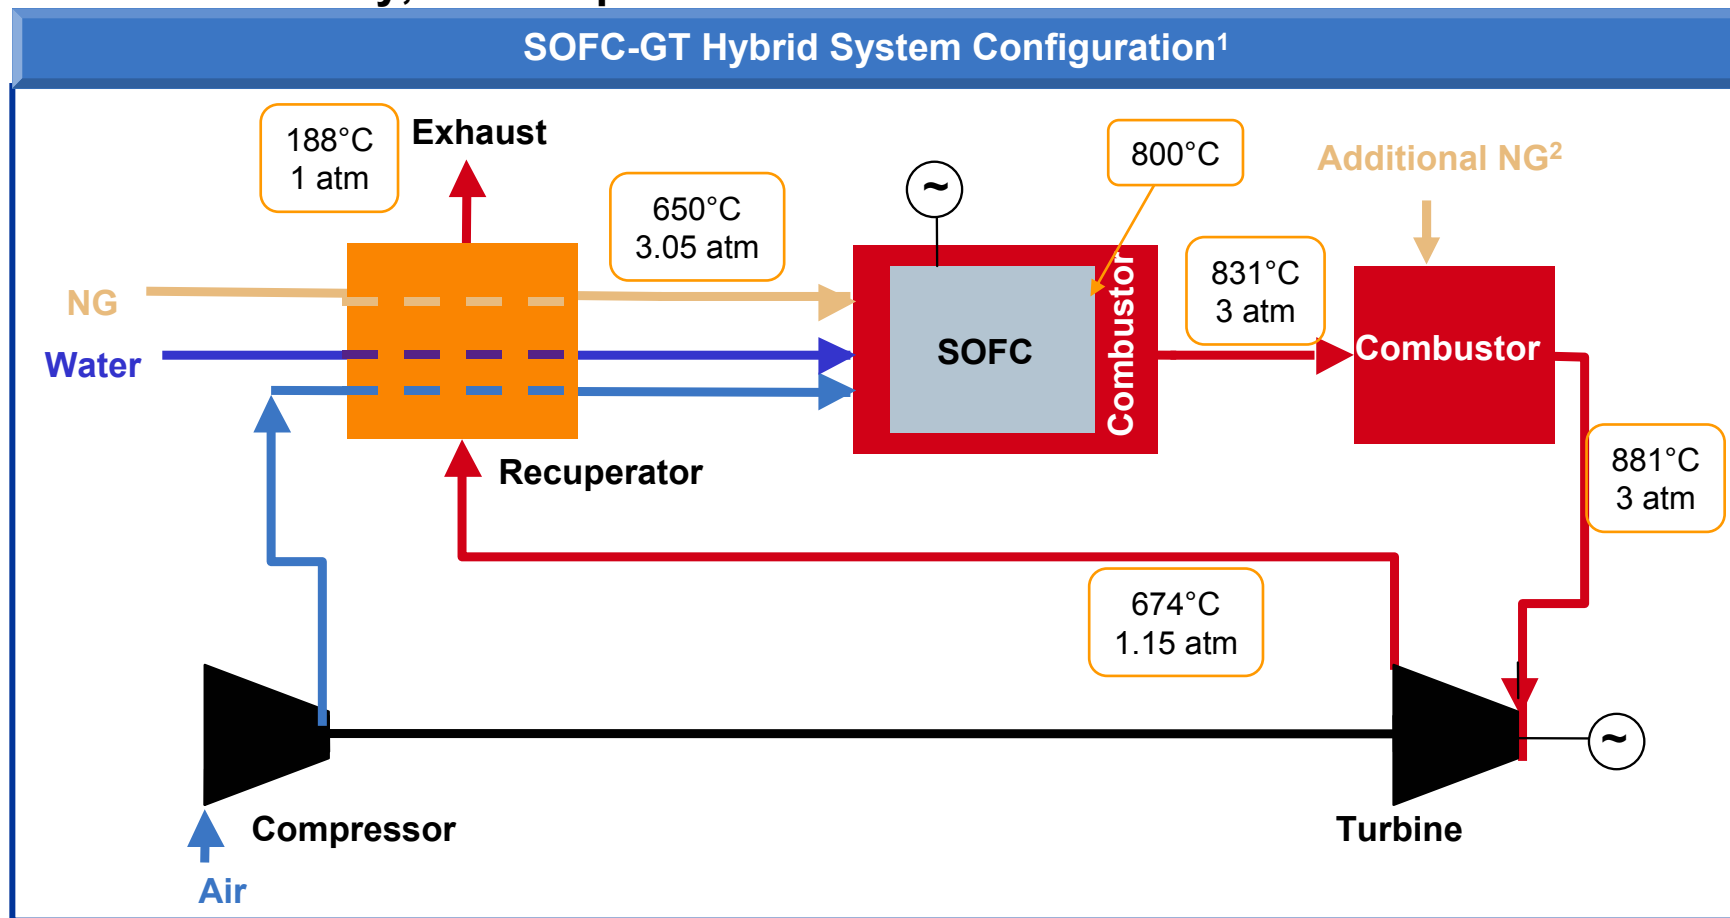 SOFC-GT Hybrid System Configuration¹
188°C
1 atm
Exhaust
650°C
3.05 atm
~
800°C
Additional NG²
831°C
3 atm
NG
Water
SOFC
Combustor
Combustor
Recuperator
881°C
3 atm
674°C
1.15 atm
~
Compressor
Turbine
Air